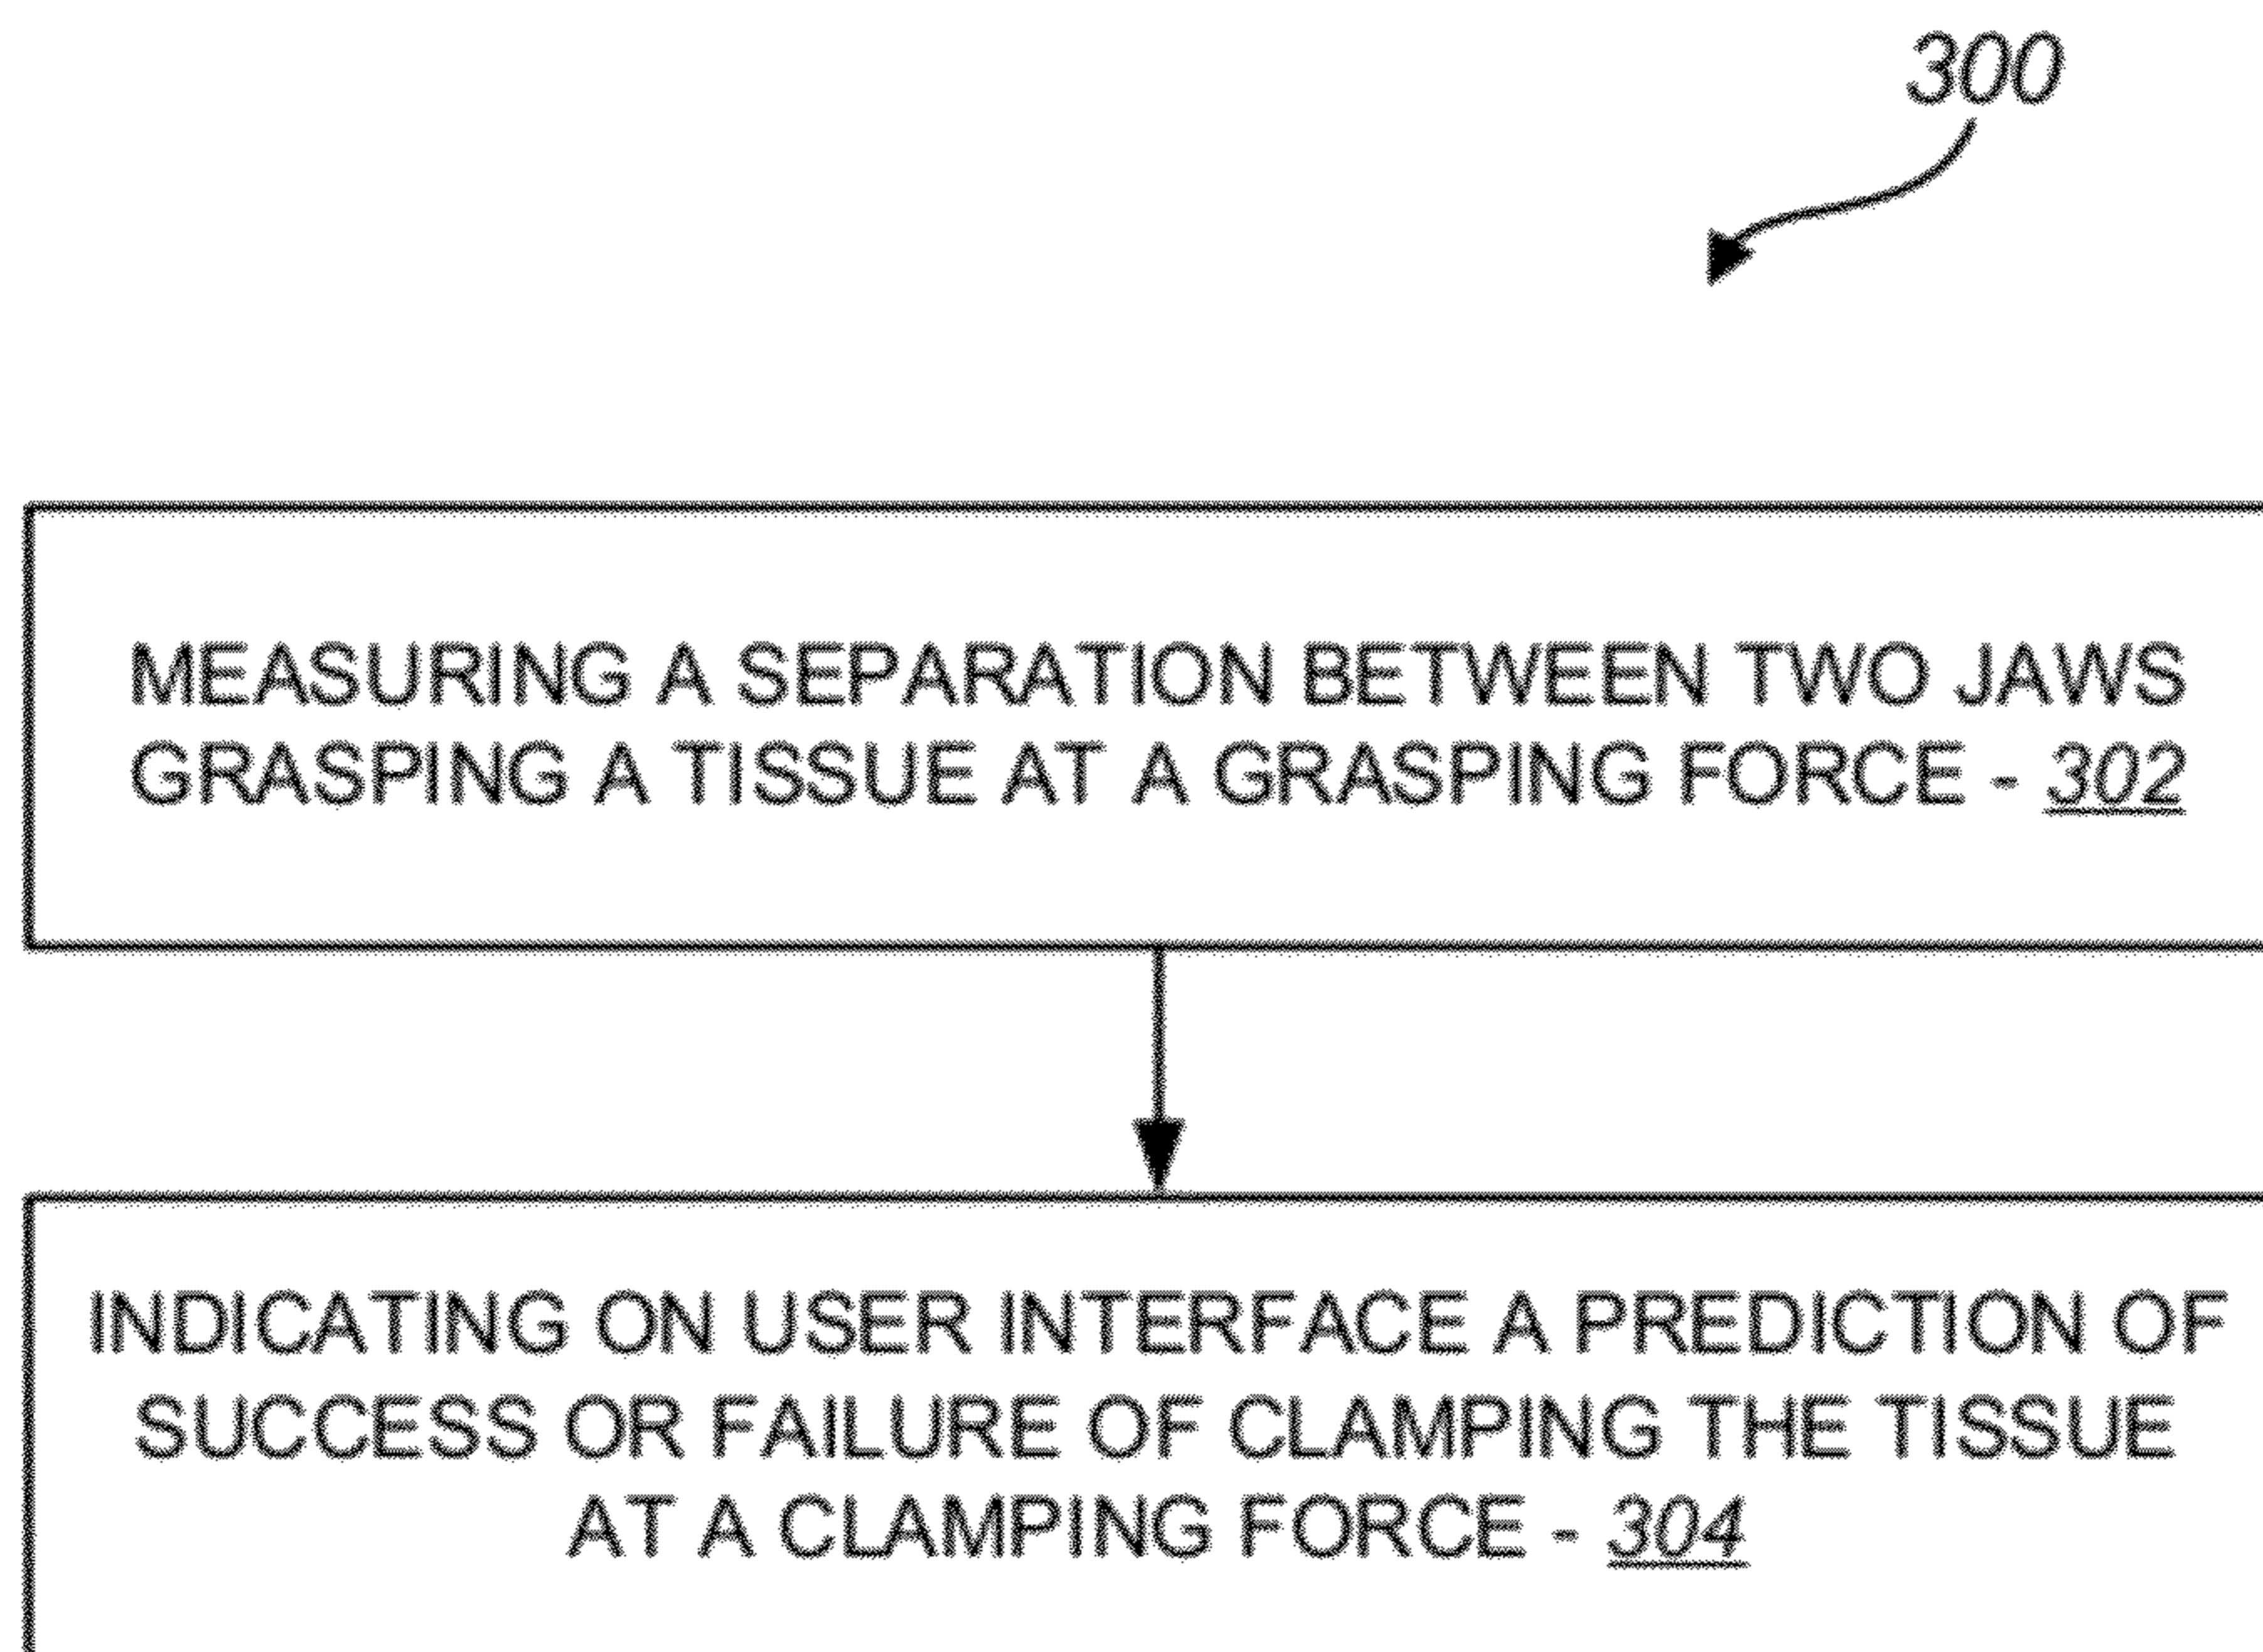 300
MEASURING A SEPARATION BETWEEN TWO JAWS
GRASPING A TISSUE AT A GRASPING FORCE - 302
INDICATING ON USER INTERFACE A PREDICTION OF
SUCCESS OR FAILURE OF CLAMPING THE TISSUE
AT A CLAMPING FORCE - 304